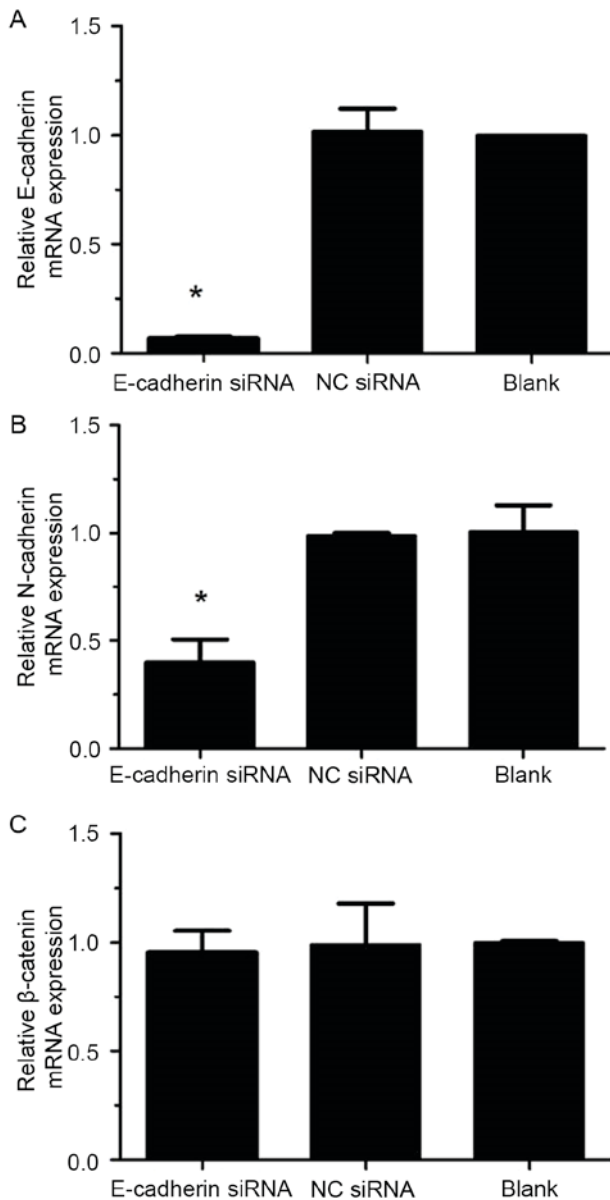 A
Relative E-cadherin
mRNA expression
1.5
1.0
0.5
0.0
*
E-cadherin siRNA NC siRNA Blank
B
Relative N-cadherin
mRNA expression
1.5
1.0
0.5
0.0
*
E-cadherin siRNA NC siRNA Blank
C
Relative β-catenin
mRNA expression
1.5
1.0
0.5
0.0
E-cadherin siRNA NC siRNA Blank